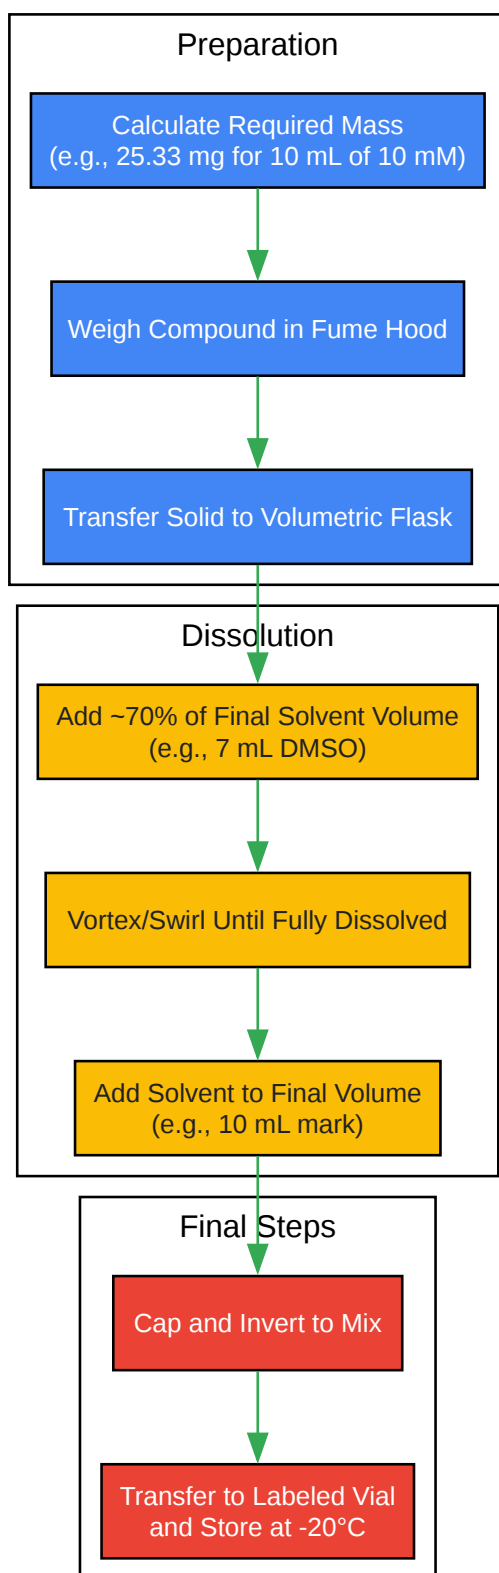 Preparation
Calculate Required Mass
(e.g., 25.33 mg for 10 mL of 10 mM)
Weigh Compound in Fume Hood
Transfer Solid to Volumetric Flask
Dissolution
Add ~70% of Final Solvent Volume
(e.g., 7 mL DMSO)
Vortex/Swirl Until Fully Dissolved
Add Solvent to Final Volume
(e.g., 10 mL mark)
Final Steps
Cap and Invert to Mix
Transfer to Labeled Vial
and Store at -20°C